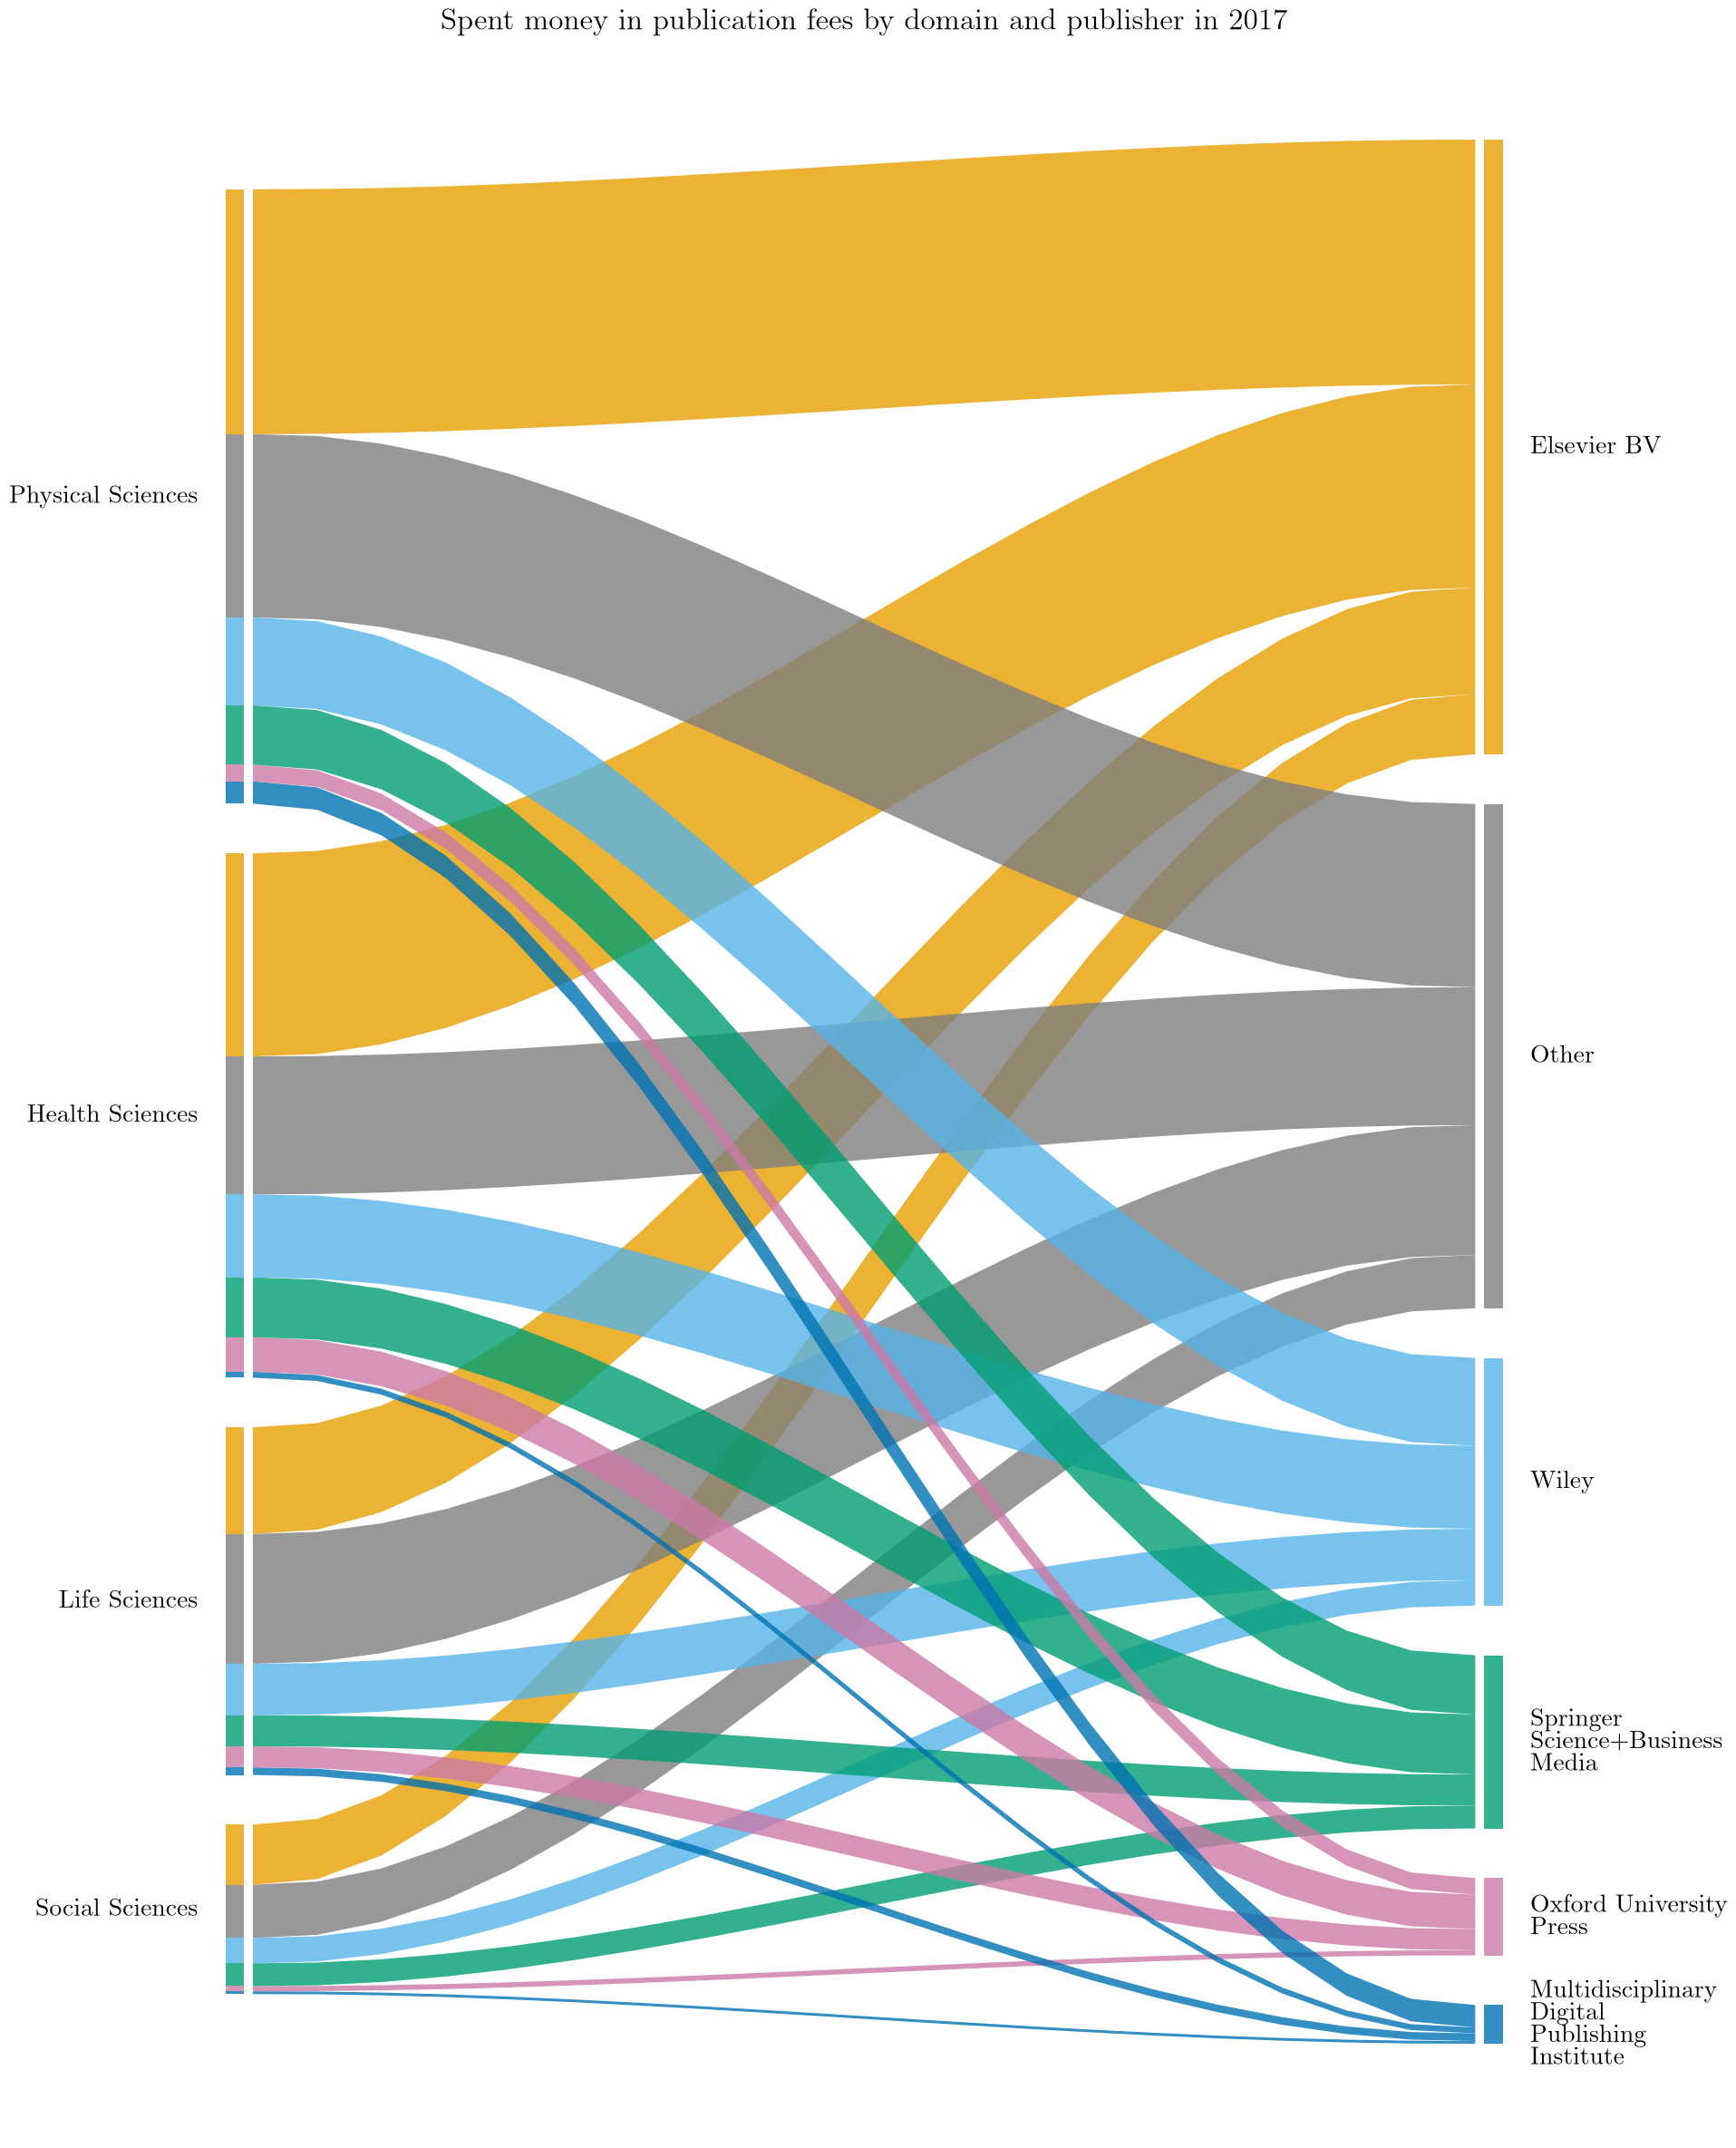 Spent money in publication fees by domain and publisher in 2017
Physical Sciences
Health Sciences
Life Sciences
Social Sciences
Elsevier BV
Other
Wiley
Springer
Science+Business
Media
Oxford University
Press
Multidisciplinary
Digital
Publishing
Institute